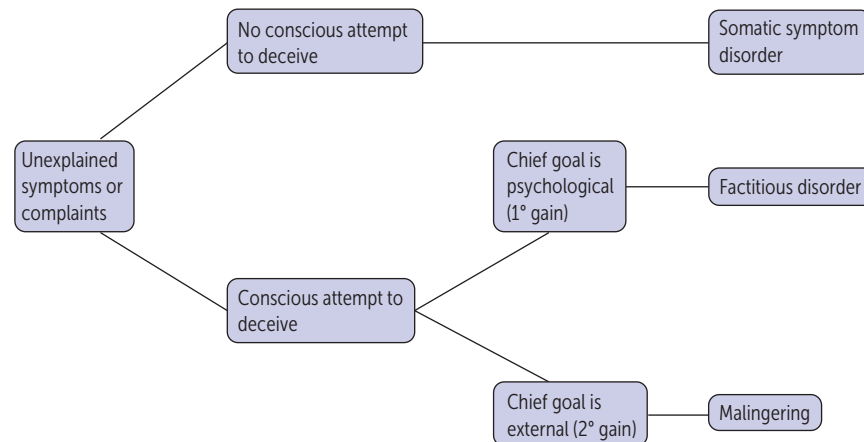 No conscious attempt
to deceive
Somatic symptom
disorder
Unexplained
symptoms or
complaints
Chief goal is
psychological
(1° gain)
Factitious disorder
Conscious attempt to
deceive
Chief goal is
external (2° gain)
Malingering